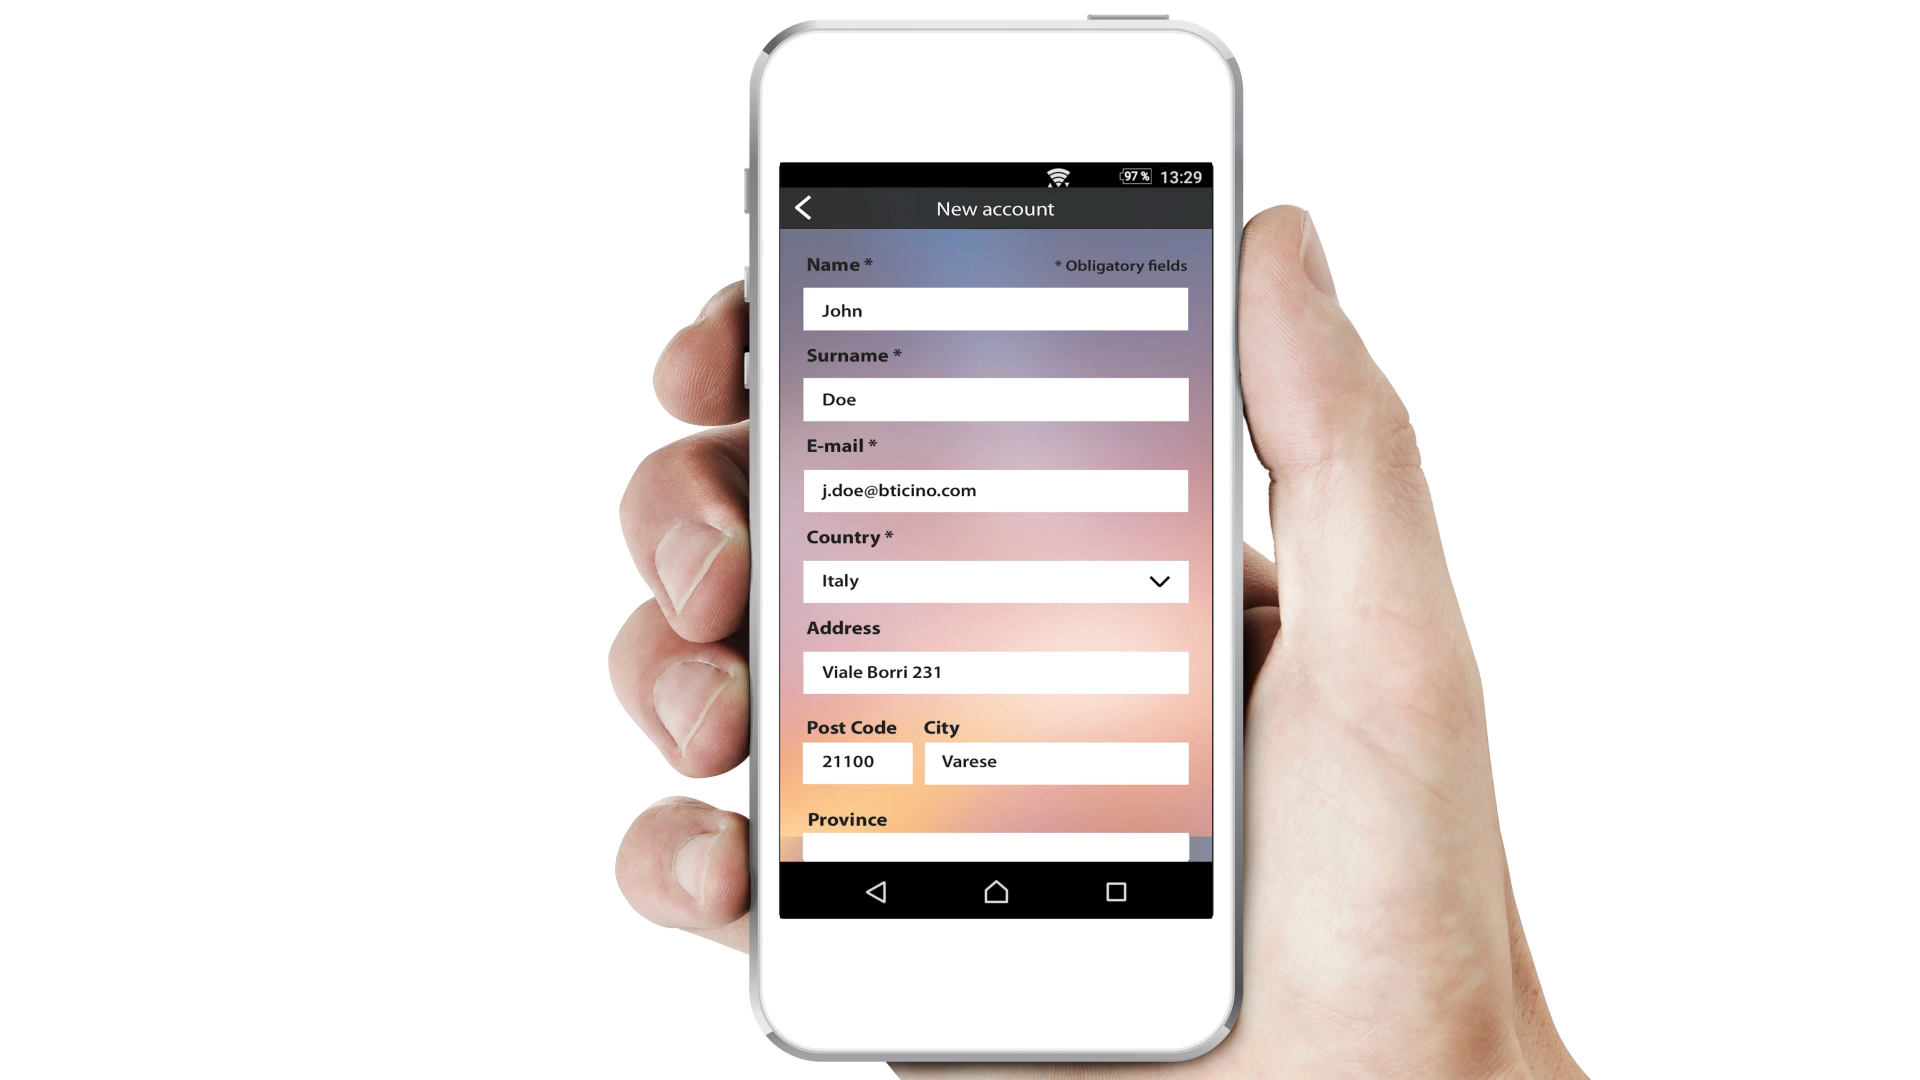 97 % 13:29
New account
Name * * Obligatory fields
John
Surname *
Doe
E-mail *
j.doe@bticino.com
Country *
Italy
Address
Viale Borri 231
Post Code City
21100 Varese
Province